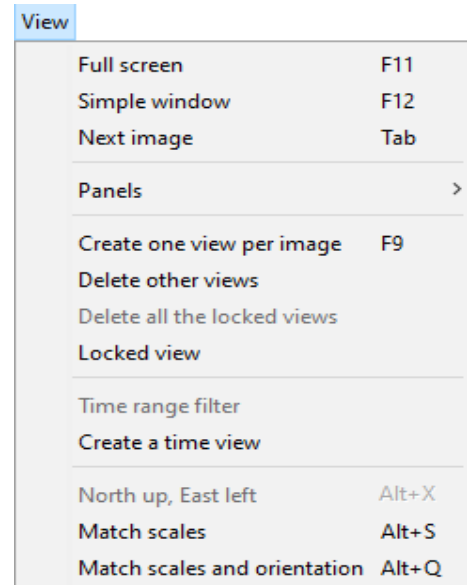 View
Full screen F11
Simple window F12
Next image Tab
Panels >
Create one view per image F9
Delete other views
Delete all the locked views
Locked view
Time range filter
Create a time view
North up, East left Alt+X
Match scales Alt+S
Match scales and orientation Alt+Q